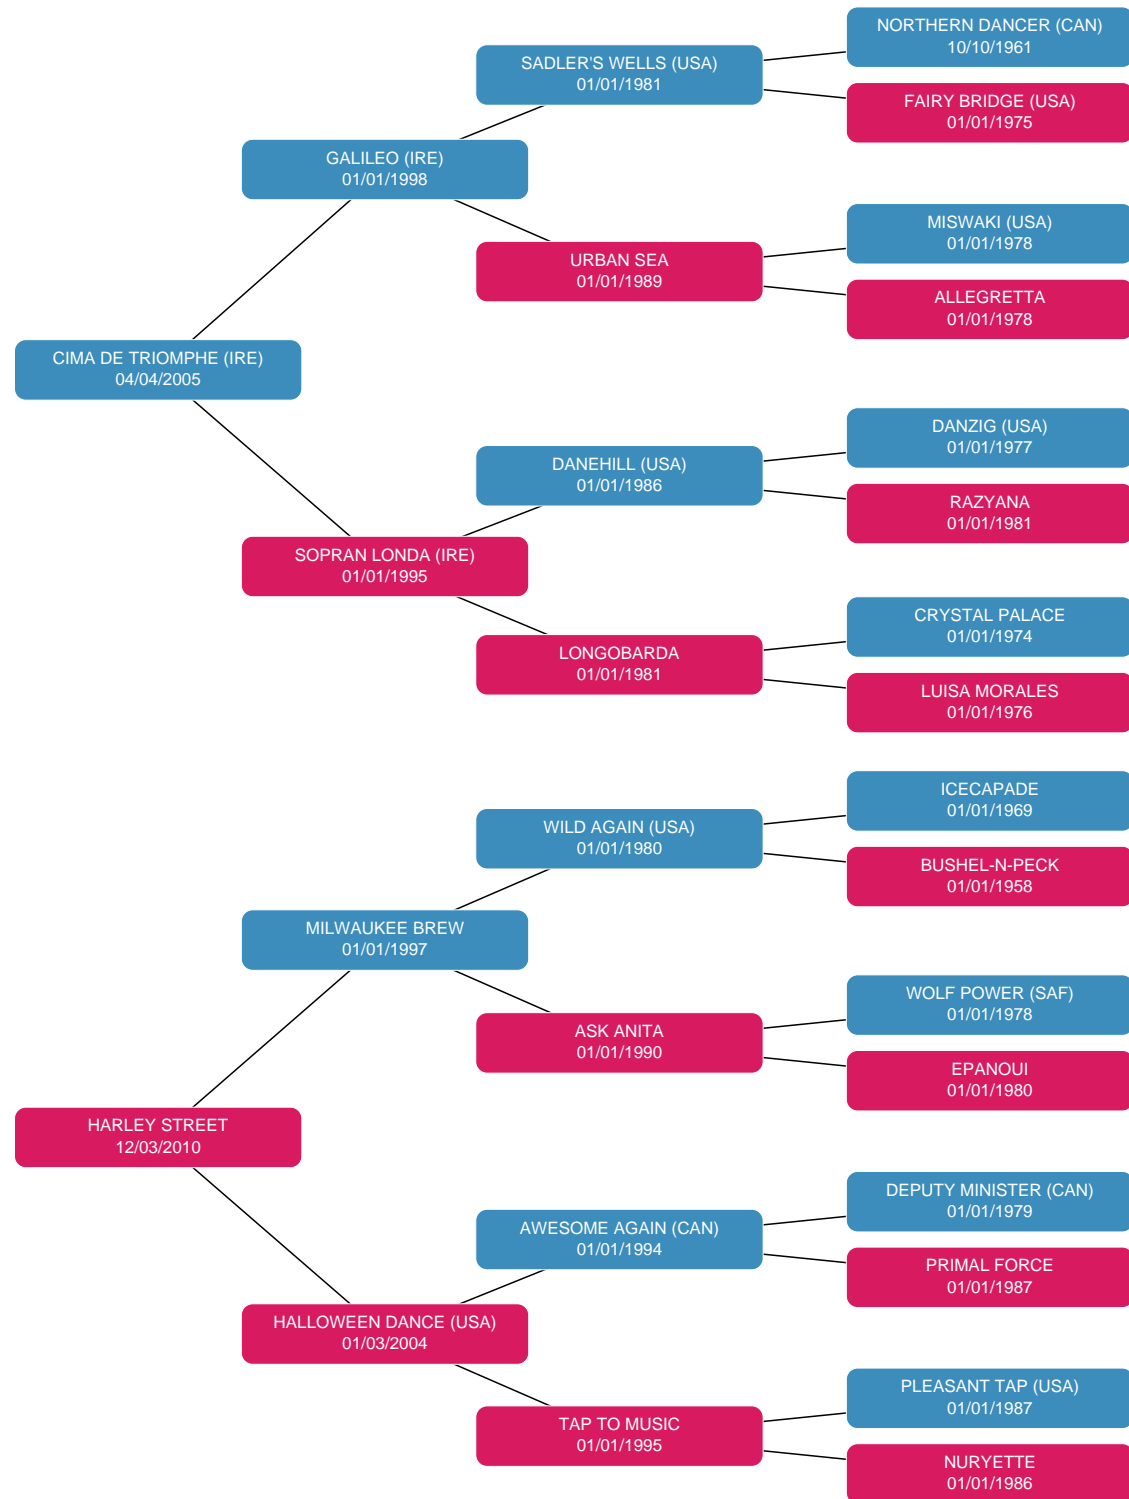 NORTHERN DANCER (CAN)
10/10/1961
SADLER'S WELLS (USA)
01/01/1981
FAIRY BRIDGE (USA)
01/01/1975
GALILEO (IRE)
01/01/1998
MISWAKI (USA)
01/01/1978
URBAN SEA
01/01/1989
ALLEGRETTA
01/01/1978
CIMA DE TRIOMPHE (IRE)
04/04/2005
DANZIG (USA)
01/01/1977
DANEHILL (USA)
01/01/1986
RAZYANA
01/01/1981
SOPRAN LONDA (IRE)
01/01/1995
CRYSTAL PALACE
01/01/1974
LONGOBARDA
01/01/1981
LUISA MORALES
01/01/1976
ICECAPADE
01/01/1969
WILD AGAIN (USA)
01/01/1980
BUSHEL-N-PECK
01/01/1958
MILWAUKEE BREW
01/01/1997
WOLF POWER (SAF)
01/01/1978
ASK ANITA
01/01/1990
EPANOUI
01/01/1980
HARLEY STREET
12/03/2010
DEPUTY MINISTER (CAN)
01/01/1979
AWESOME AGAIN (CAN)
01/01/1994
PRIMAL FORCE
01/01/1987
HALLOWEEN DANCE (USA)
01/03/2004
PLEASANT TAP (USA)
01/01/1987
TAP TO MUSIC
01/01/1995
NURYETTE
01/01/1986